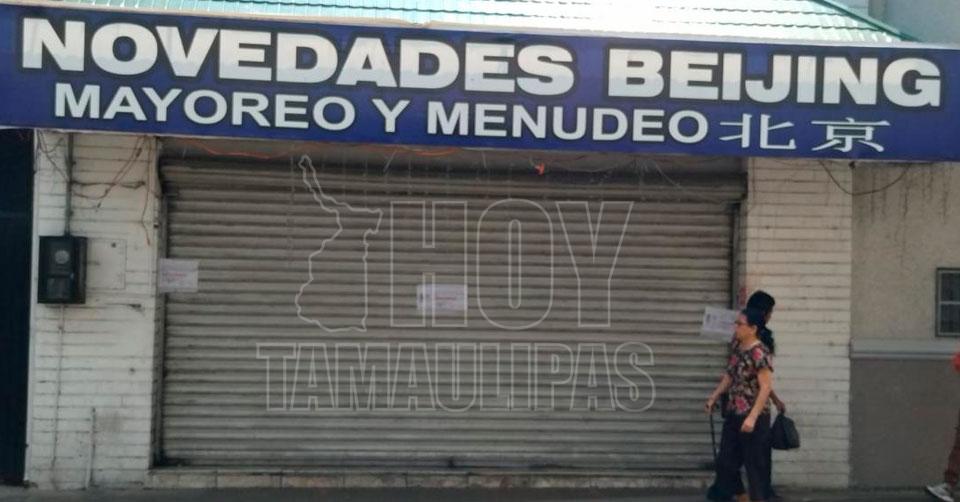 NOVEDADES BEIJING
MAYOREO Y MENUDEO 北京
HOY
TAMAULIPAS